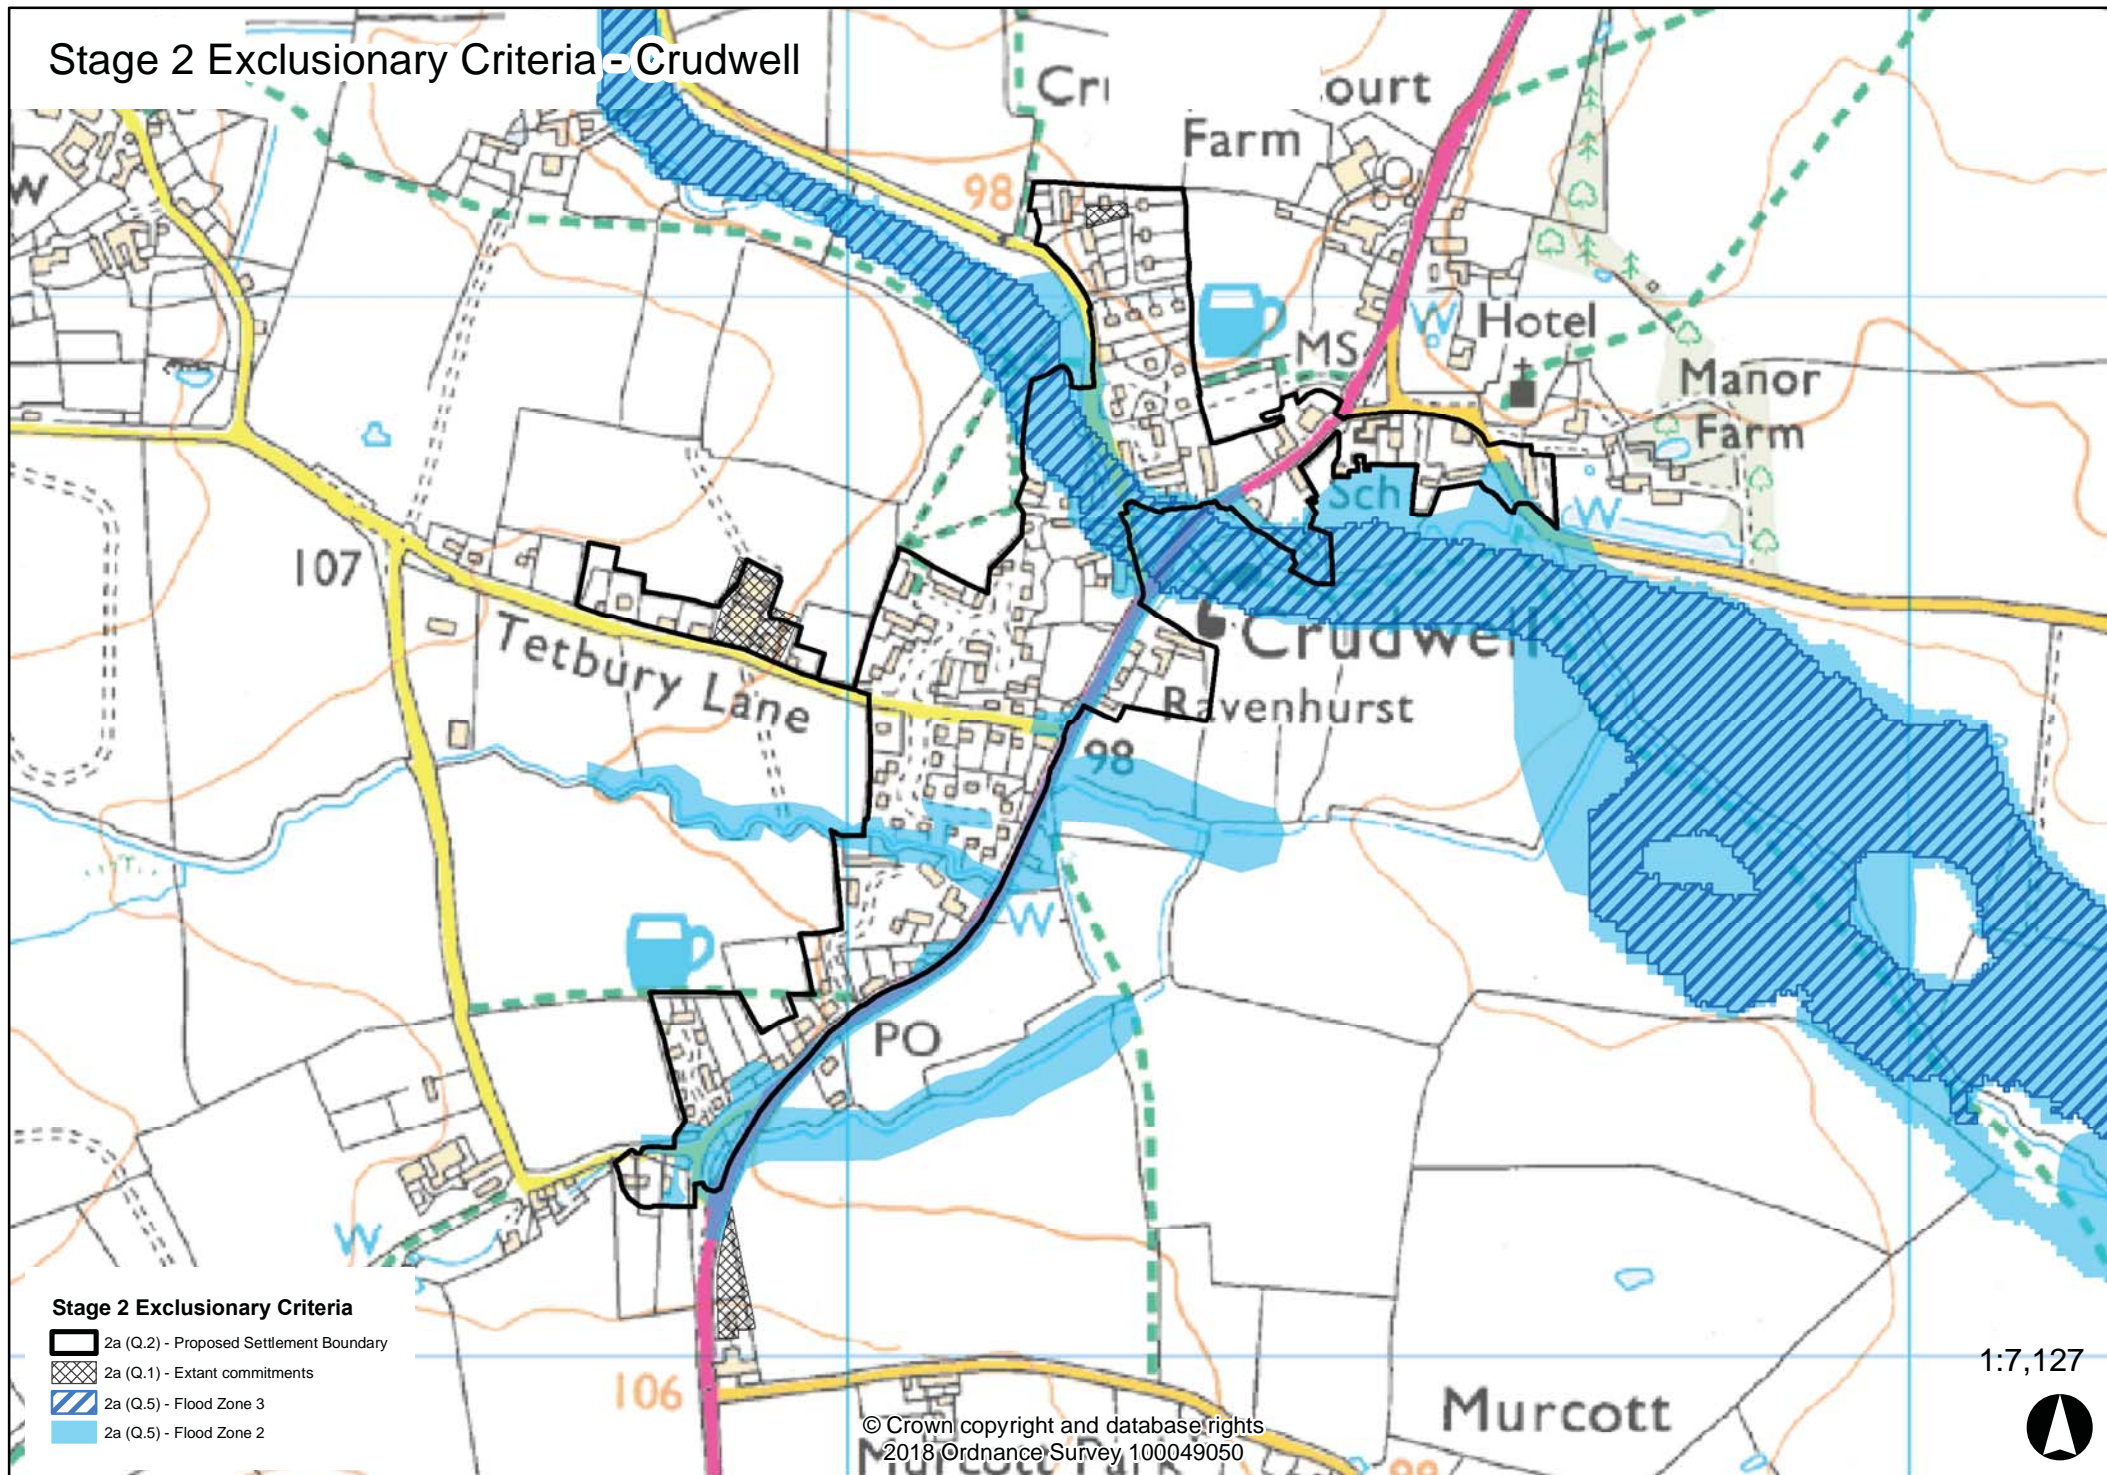 Stage 2 Exclusionary Criteria - Crudwell
ourt
Farm
98
W
MS
W
Hotel
Manor
Farm
Sch
W
107
Tetbury Lane
Crudwell
Ravenhurst
98
W
PO
W
Stage 2 Exclusionary Criteria
2a (Q.2) - Proposed Settlement Boundary
2a (Q.1) - Extant commitments
2a (Q.5) - Flood Zone 3
2a (Q.5) - Flood Zone 2
106
1:7,127
Murcott
© Crown copyright and database rights
2018 Ordnance Survey 100049050